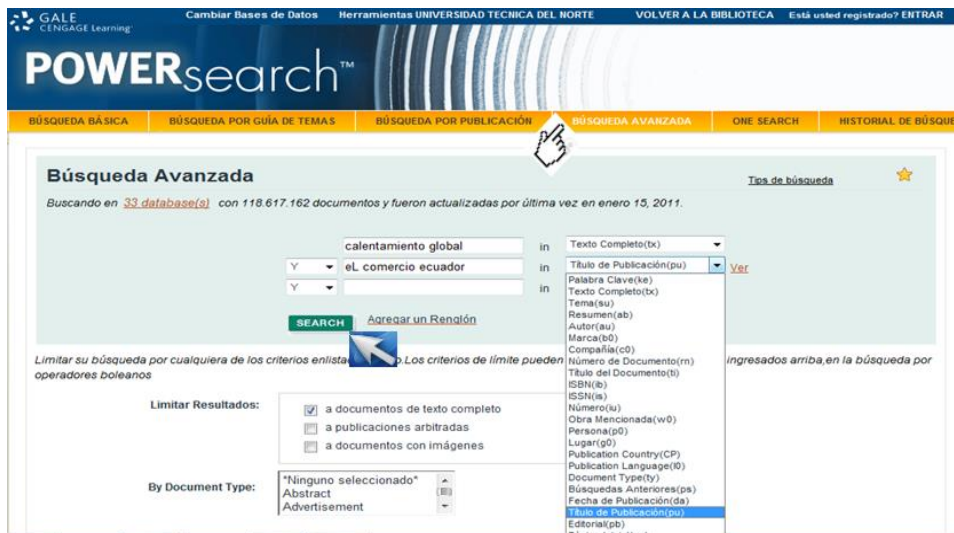 GALE
CENGAGE Learning
Cambiar Bases de Datos Herramientas UNIVERSIDAD TECNICA DEL NORTE VOLVER A LA BIBLIOTECA Está usted registrado? ENTRAR
POWERsearch™
BÚSQUEDA BÁSICA BÚSQUEDA POR GUÍA DE TEMAS BÚSQUEDA POR PUBLICACIÓN BÚSQUEDA AVANZADA ONE SEARCH HISTORIAL DE BÚSQUE
Búsqueda Avanzada
Tips de búsqueda
Buscando en 33 database(s) con 118.617.162 documentos y fueron actualizadas por última vez en enero 15, 2011.
calentamiento global in Texto Completo(tx)
Y eL comercio ecuador in Título de Publicación(pu) Ver
Y in
SEARCH Agregar un Renglón
Palabra Clave(ke)
Texto Completo(tx)
Tema(su)
Resumen(ab)
Autor(au)
Marca(b0)
Compañía(c0)
Número de Documento(rn)
Título del Documento(ti)
ISBN(ib)
ISSN(is)
Número(iu)
Obra Mencionada(w0)
Persona(p0)
Lugar(g0)
Publication Country(CP)
Publication Language(l0)
Document Type(ty)
Búsquedas Anteriores(ps)
Fecha de Publicación(da)
Título de Publicación(pu)
Editorial(pb)
Limitar su búsqueda por cualquiera de los criterios enlista .Los criterios de límite pueden ingresados arriba,en la búsqueda por
operadores boleanos
Limitar Resultados:
a documentos de texto completo
a publicaciones arbitradas
a documentos con imágenes
By Document Type:
*Ninguno seleccionado*
Abstract
Advertisement